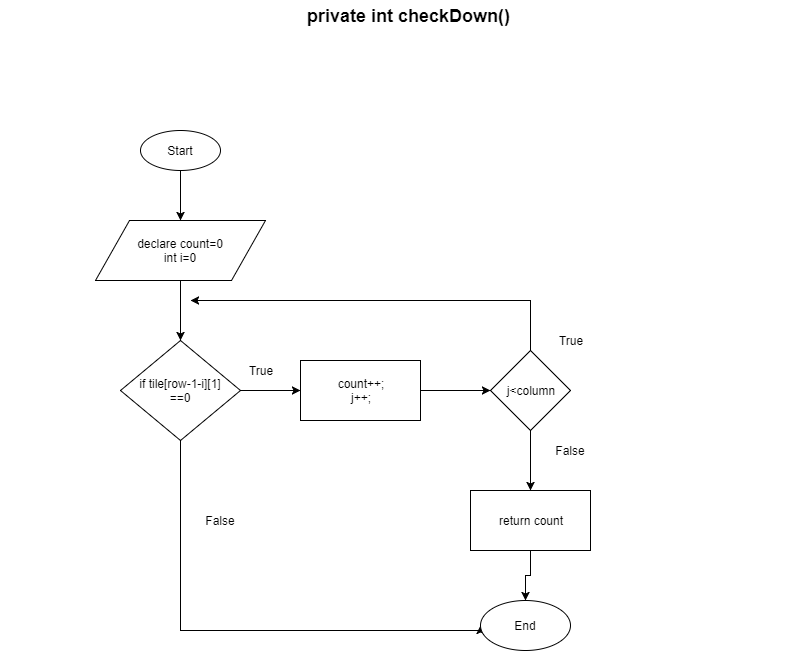 private int checkDown()
Start
declare count=0
int i=0
True
True
if tile[row-1-i][1]
==0
count++;
j++;
j<column
False
False
return count
End